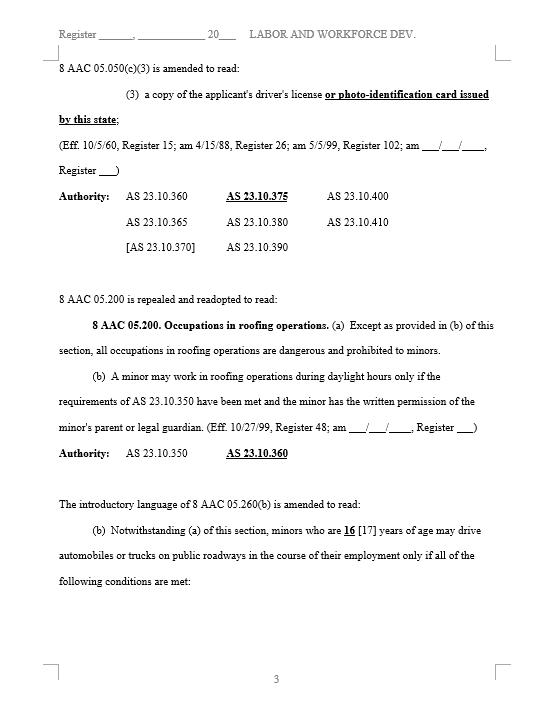 Register ______, ____________ 20___ LABOR AND WORKFORCE DEV.
8 AAC 05.050(c)(3) is amended to read:
(3) a copy of the applicant's driver's license or photo-identification card issued
by this state;
(Eff. 10/5/60, Register 15; am 4/15/88, Register 26; am 5/5/99, Register 102; am ___/___/____,
Register ___)
Authority: AS 23.10.360 AS 23.10.375 AS 23.10.400
AS 23.10.365 AS 23.10.380 AS 23.10.410
[AS 23.10.370] AS 23.10.390
8 AAC 05.200 is repealed and readopted to read:
8 AAC 05.200. Occupations in roofing operations. (a) Except as provided in (b) of this
section, all occupations in roofing operations are dangerous and prohibited to minors.
(b) A minor may work in roofing operations during daylight hours only if the
requirements of AS 23.10.350 have been met and the minor has the written permission of the
minor's parent or legal guardian. (Eff. 10/27/99, Register 48; am ___/___/____, Register ___)
Authority: AS 23.10.350 AS 23.10.360
The introductory language of 8 AAC 05.260(b) is amended to read:
(b) Notwithstanding (a) of this section, minors who are 16 [17] years of age may drive
automobiles or trucks on public roadways in the course of their employment only if all of the
following conditions are met:
3